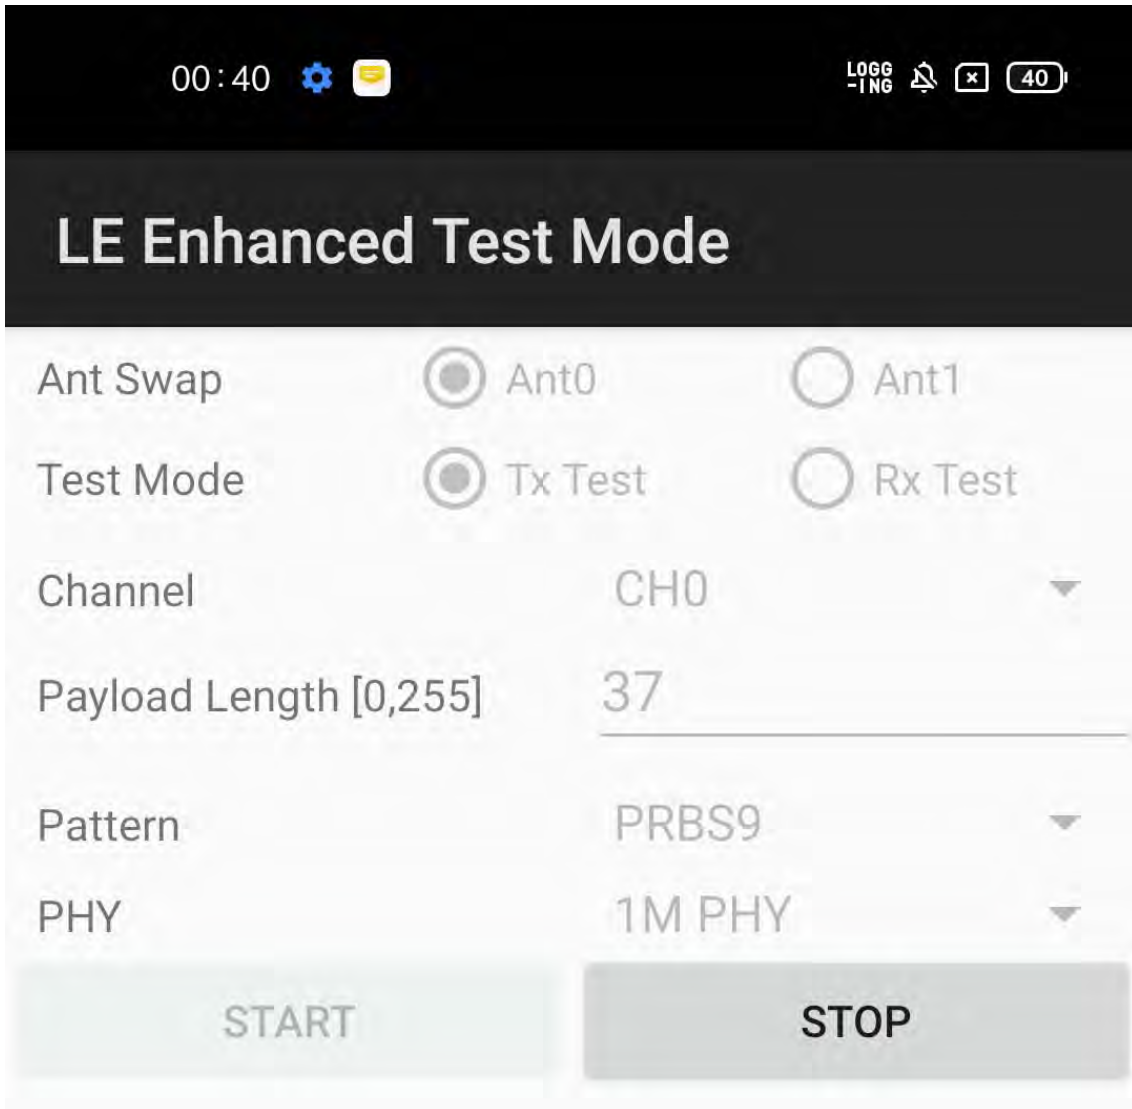 00:40 LOGG-ING 40
LE Enhanced Test Mode
Ant Swap Ant0 Ant1
Test Mode Tx Test Rx Test
Channel CH0
Payload Length [0,255] 37
Pattern PRBS9
PHY 1M PHY
START STOP